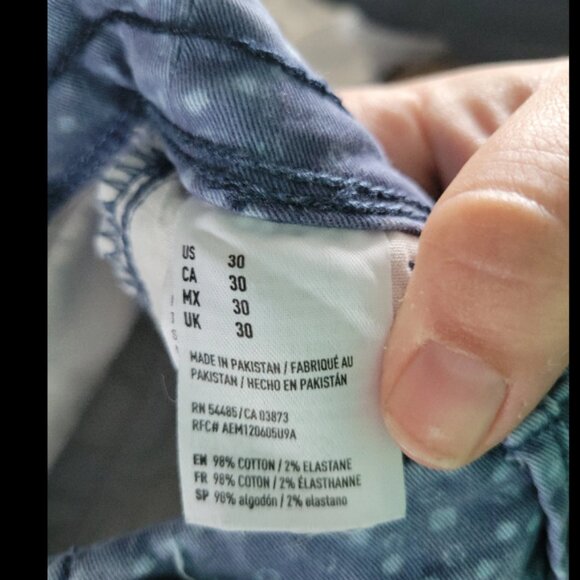 US 30
CA 30
MX 30
UK 30
MADE IN PAKISTAN / FABRIQUÉ AU
PAKISTAN / HECHO EN PAKISTÁN
RN 54485/CA 03873
RFC# AEM120605U9A
EN 98% COTTON / 2% ELASTANE
FR 98% COTON / 2% ÉLASTHANNE
SP 98% algodón / 2% elastano